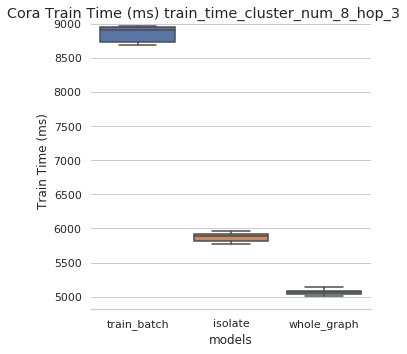 Cora Train Time (ms) train_time_cluster_num_8_hop_3
9000
8500
8000
7500
7000
6500
6000
5500
5000
Train Time (ms)
train_batch isolate whole_graph
models